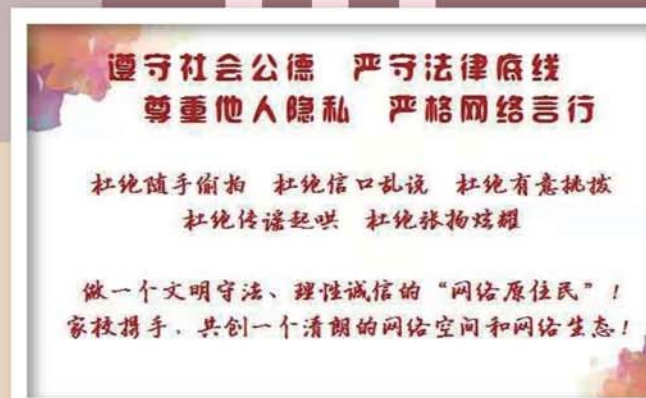 遵守社会公德 严守法律底线
尊重他人隐私 严格网络言行
杜绝随手偷拍 杜绝信口乱说 杜绝有意挑拨
杜绝传谣起哄 杜绝张扬炫耀
做一个文明守法、理性诚信的“网络原住民”！
家校携手，共创一个清朗的网络空间和网络生态！